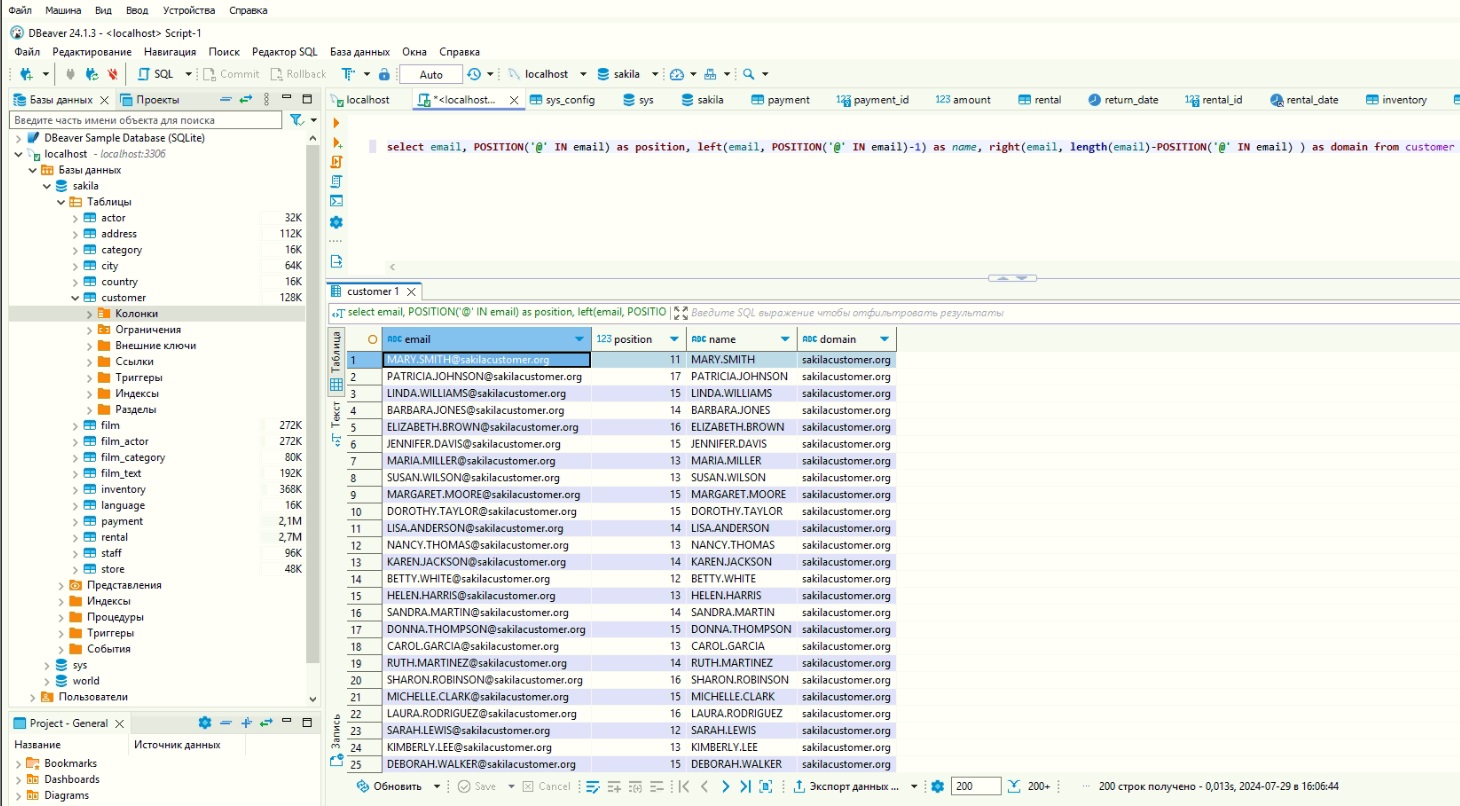 Файл Машина Вид Ввод Устройства Справка
DBeaver 24.1.3 - <localhost> Script-1
Файл Редактирование Навигация Поиск Редактор SQL База данных Окна Справка
SQL Commit Rollback Auto localhost sakila
Базы данных Проекты
localhost *<localhost... sys_config sys sakila payment 123 payment_id 123 amount rental return_date 123 rental_id rental_date inventory
Введите часть имени объекта для поиска
DBeaver Sample Database (SQLite)
localhost - localhost:3306
Базы данных
sakila
Таблицы
actor 32K
address 112K
category 16K
city 64K
country 16K
customer 128K
Колонки
Ограничения
Внешние ключи
Ссылки
Триггеры
Индексы
Разделы
film 272K
film_actor 272K
film_category 80K
film_text 192K
inventory 368K
language 16K
payment 2,1M
rental 2,7M
staff 96K
store 48K
Представления
Индексы
Процедуры
Триггеры
События
sys
world
Пользователи
Project - General
Название Источник данных
Bookmarks
Dashboards
Diagrams
select email, POSITION('@' IN email) as position, left(email, POSITION('@' IN email)-1) as name, right(email, length(email)-POSITION('@' IN email) ) as domain from customer
customer 1
select email, POSITION('@' IN email) as position, left(email, POSITIO Введите SQL выражение чтобы отфильтровать результаты
Таблица
Текст
Запись
ABC email 123 position ABC name ABC domain
1 MARY.SMITH@sakilacustomer.org 11 MARY.SMITH sakilacustomer.org
2 PATRICIA.JOHNSON@sakilacustomer.org 17 PATRICIA.JOHNSON sakilacustomer.org
3 LINDA.WILLIAMS@sakilacustomer.org 15 LINDA.WILLIAMS sakilacustomer.org
4 BARBARA.JONES@sakilacustomer.org 14 BARBARA.JONES sakilacustomer.org
5 ELIZABETH.BROWN@sakilacustomer.org 16 ELIZABETH.BROWN sakilacustomer.org
6 JENNIFER.DAVIS@sakilacustomer.org 15 JENNIFER.DAVIS sakilacustomer.org
7 MARIA.MILLER@sakilacustomer.org 13 MARIA.MILLER sakilacustomer.org
8 SUSAN.WILSON@sakilacustomer.org 13 SUSAN.WILSON sakilacustomer.org
9 MARGARET.MOORE@sakilacustomer.org 15 MARGARET.MOORE sakilacustomer.org
10 DOROTHY.TAYLOR@sakilacustomer.org 15 DOROTHY.TAYLOR sakilacustomer.org
11 LISA.ANDERSON@sakilacustomer.org 14 LISA.ANDERSON sakilacustomer.org
12 NANCY.THOMAS@sakilacustomer.org 13 NANCY.THOMAS sakilacustomer.org
13 KAREN.JACKSON@sakilacustomer.org 14 KAREN.JACKSON sakilacustomer.org
14 BETTY.WHITE@sakilacustomer.org 12 BETTY.WHITE sakilacustomer.org
15 HELEN.HARRIS@sakilacustomer.org 13 HELEN.HARRIS sakilacustomer.org
16 SANDRA.MARTIN@sakilacustomer.org 14 SANDRA.MARTIN sakilacustomer.org
17 DONNA.THOMPSON@sakilacustomer.org 15 DONNA.THOMPSON sakilacustomer.org
18 CAROL.GARCIA@sakilacustomer.org 13 CAROL.GARCIA sakilacustomer.org
19 RUTH.MARTINEZ@sakilacustomer.org 14 RUTH.MARTINEZ sakilacustomer.org
20 SHARON.ROBINSON@sakilacustomer.org 16 SHARON.ROBINSON sakilacustomer.org
21 MICHELLE.CLARK@sakilacustomer.org 15 MICHELLE.CLARK sakilacustomer.org
22 LAURA.RODRIGUEZ@sakilacustomer.org 16 LAURA.RODRIGUEZ sakilacustomer.org
23 SARAH.LEWIS@sakilacustomer.org 12 SARAH.LEWIS sakilacustomer.org
24 KIMBERLY.LEE@sakilacustomer.org 13 KIMBERLY.LEE sakilacustomer.org
25 DEBORAH.WALKER@sakilacustomer.org 15 DEBORAH.WALKER sakilacustomer.org
Обновить Save Cancel Экспорт данных ... 200 200+ 200 строк получено - 0,013s, 2024-07-29 в 16:06:44